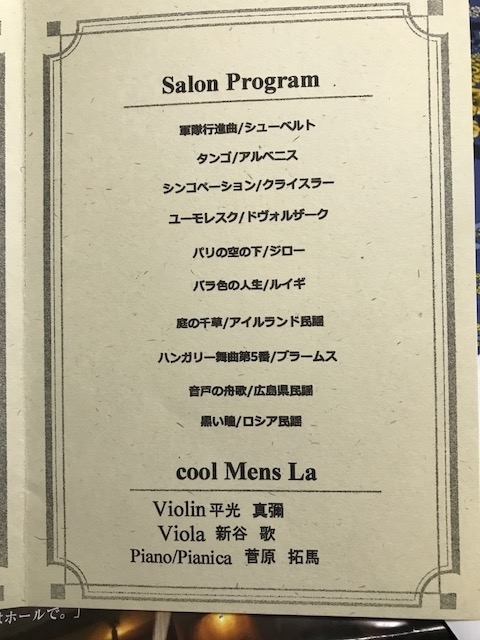 Salon Program
軍隊行進曲/シューベルト
タンゴ/アルベニス
シンコペーション/クライスラー
ユーモレスク/ドヴォルザーク
パリの空の下/ジロー
バラ色の人生/ルイギ
庭の千草/アイルランド民謡
ハンガリー舞曲第5番/ブラームス
音戸の舟歌/広島県民謡
黒い瞳/ロシア民謡
cool Mens La
Violin 平光 真彌
Viola 新谷 歌
Piano/Pianica 菅原 拓馬
ホールで。」